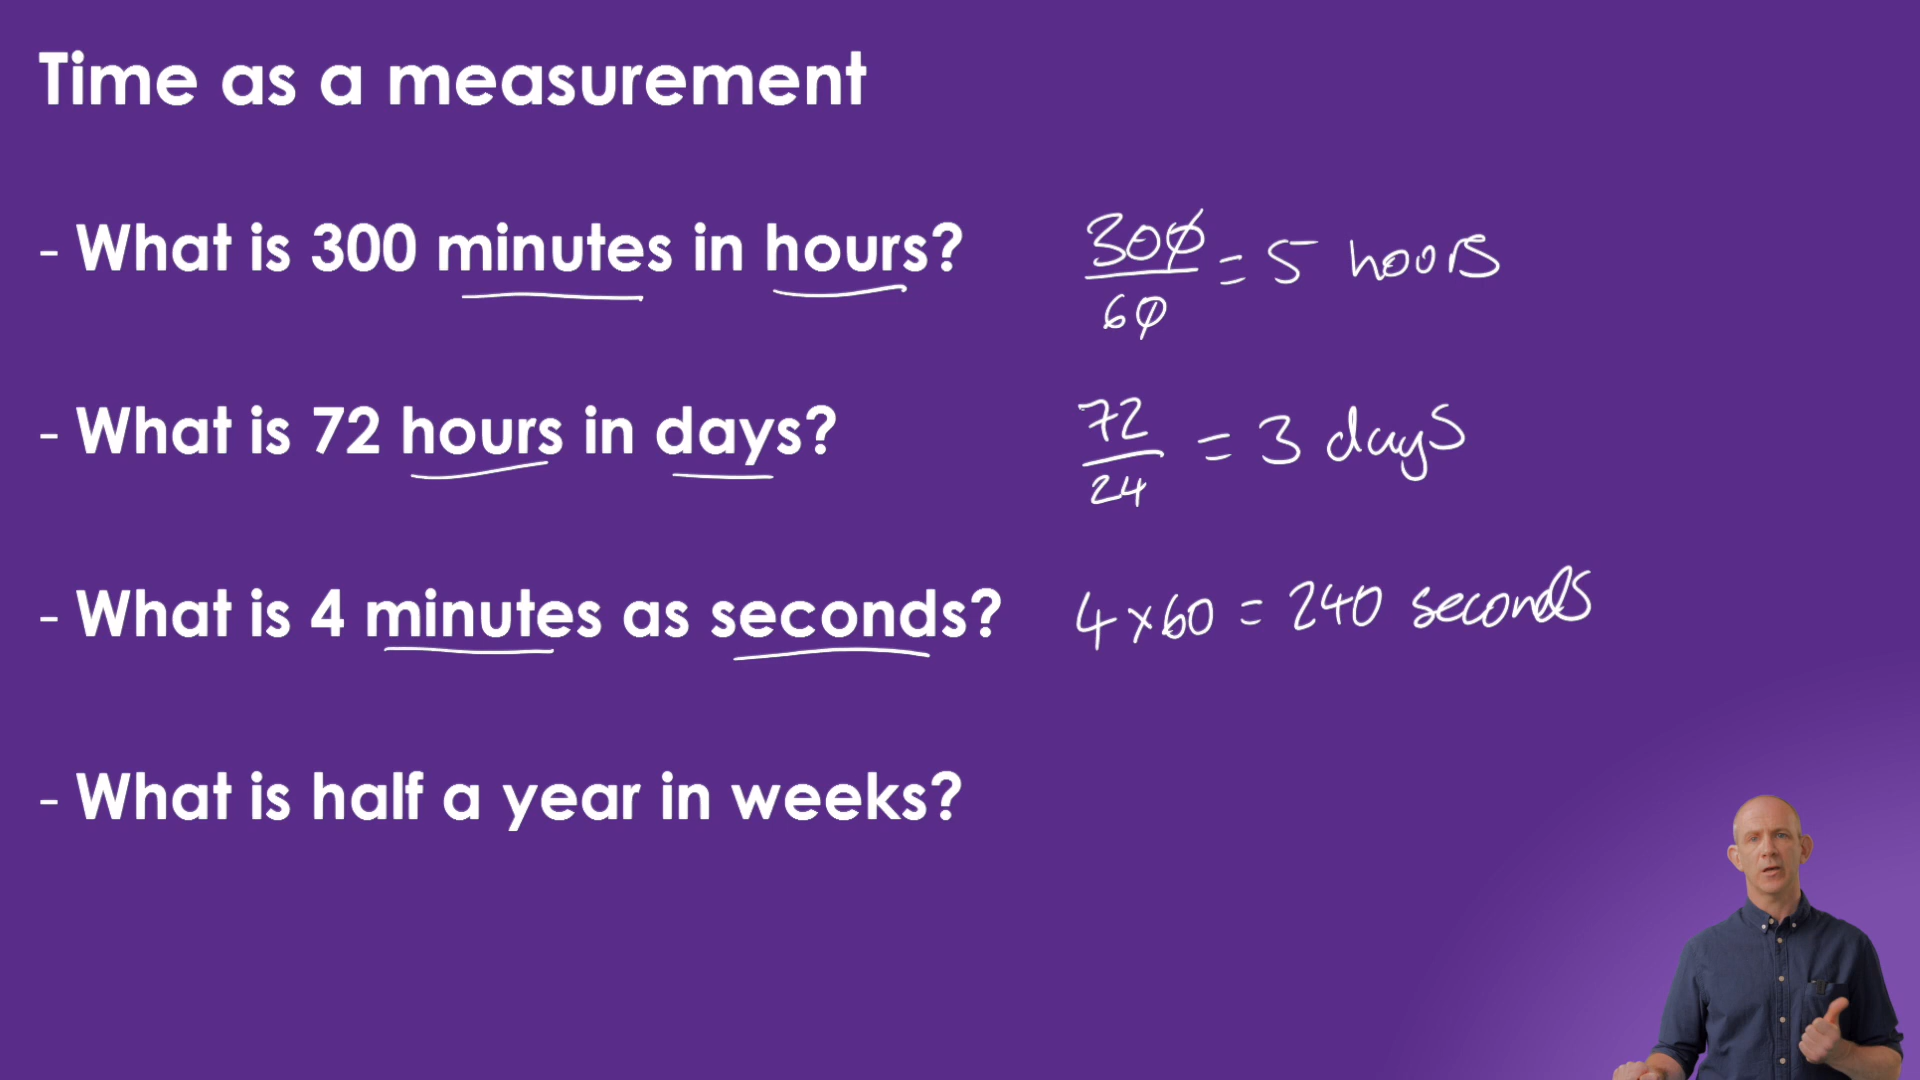 Time as a measurement
- What is 300 minutes in hours?
300/60 = 5 hours
- What is 72 hours in days?
72/24 = 3 days
- What is 4 minutes as seconds?
4 x 60 = 240 seconds
- What is half a year in weeks?